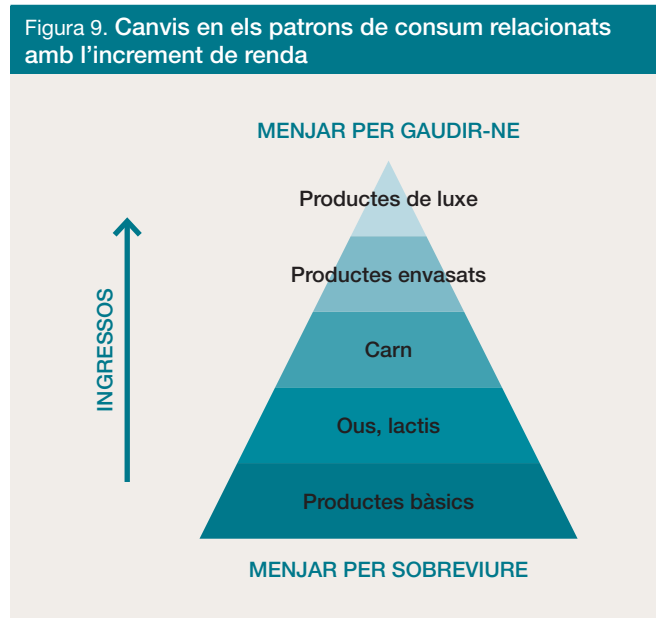 Figura 9. Canvis en els patrons de consum relacionats
amb l’increment de renda
MENJAR PER GAUDIR-NE
Productes de luxe
Productes envasats
Carn
Ous, lactis
Productes bàsics
INGRESSOS
MENJAR PER SOBREVIURE